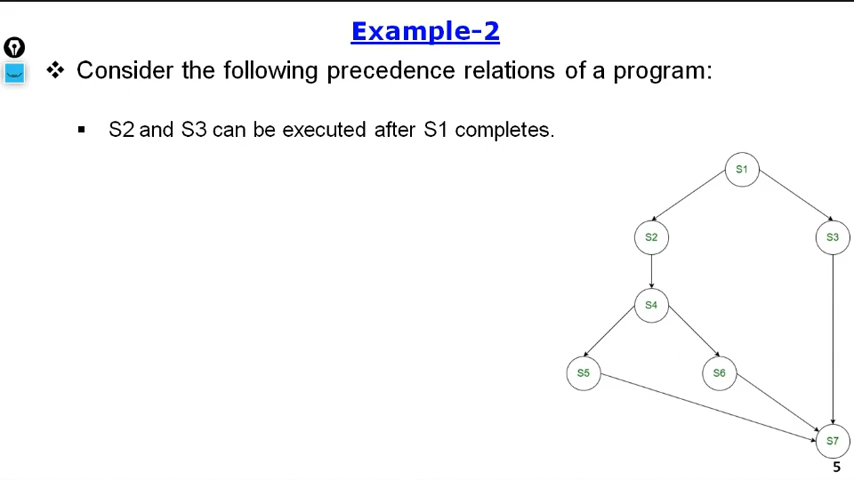 Example-2
❖ Consider the following precedence relations of a program:
▪ S2 and S3 can be executed after S1 completes.
S1
S2
S3
S4
S5
S6
S7
5